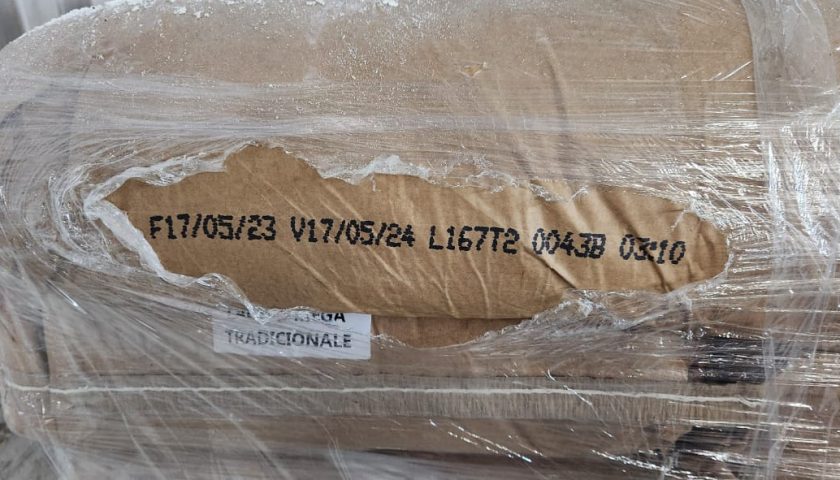 F17/05/23 V17/05/24 L167T2 0043B 03:10
TRADICIONALE